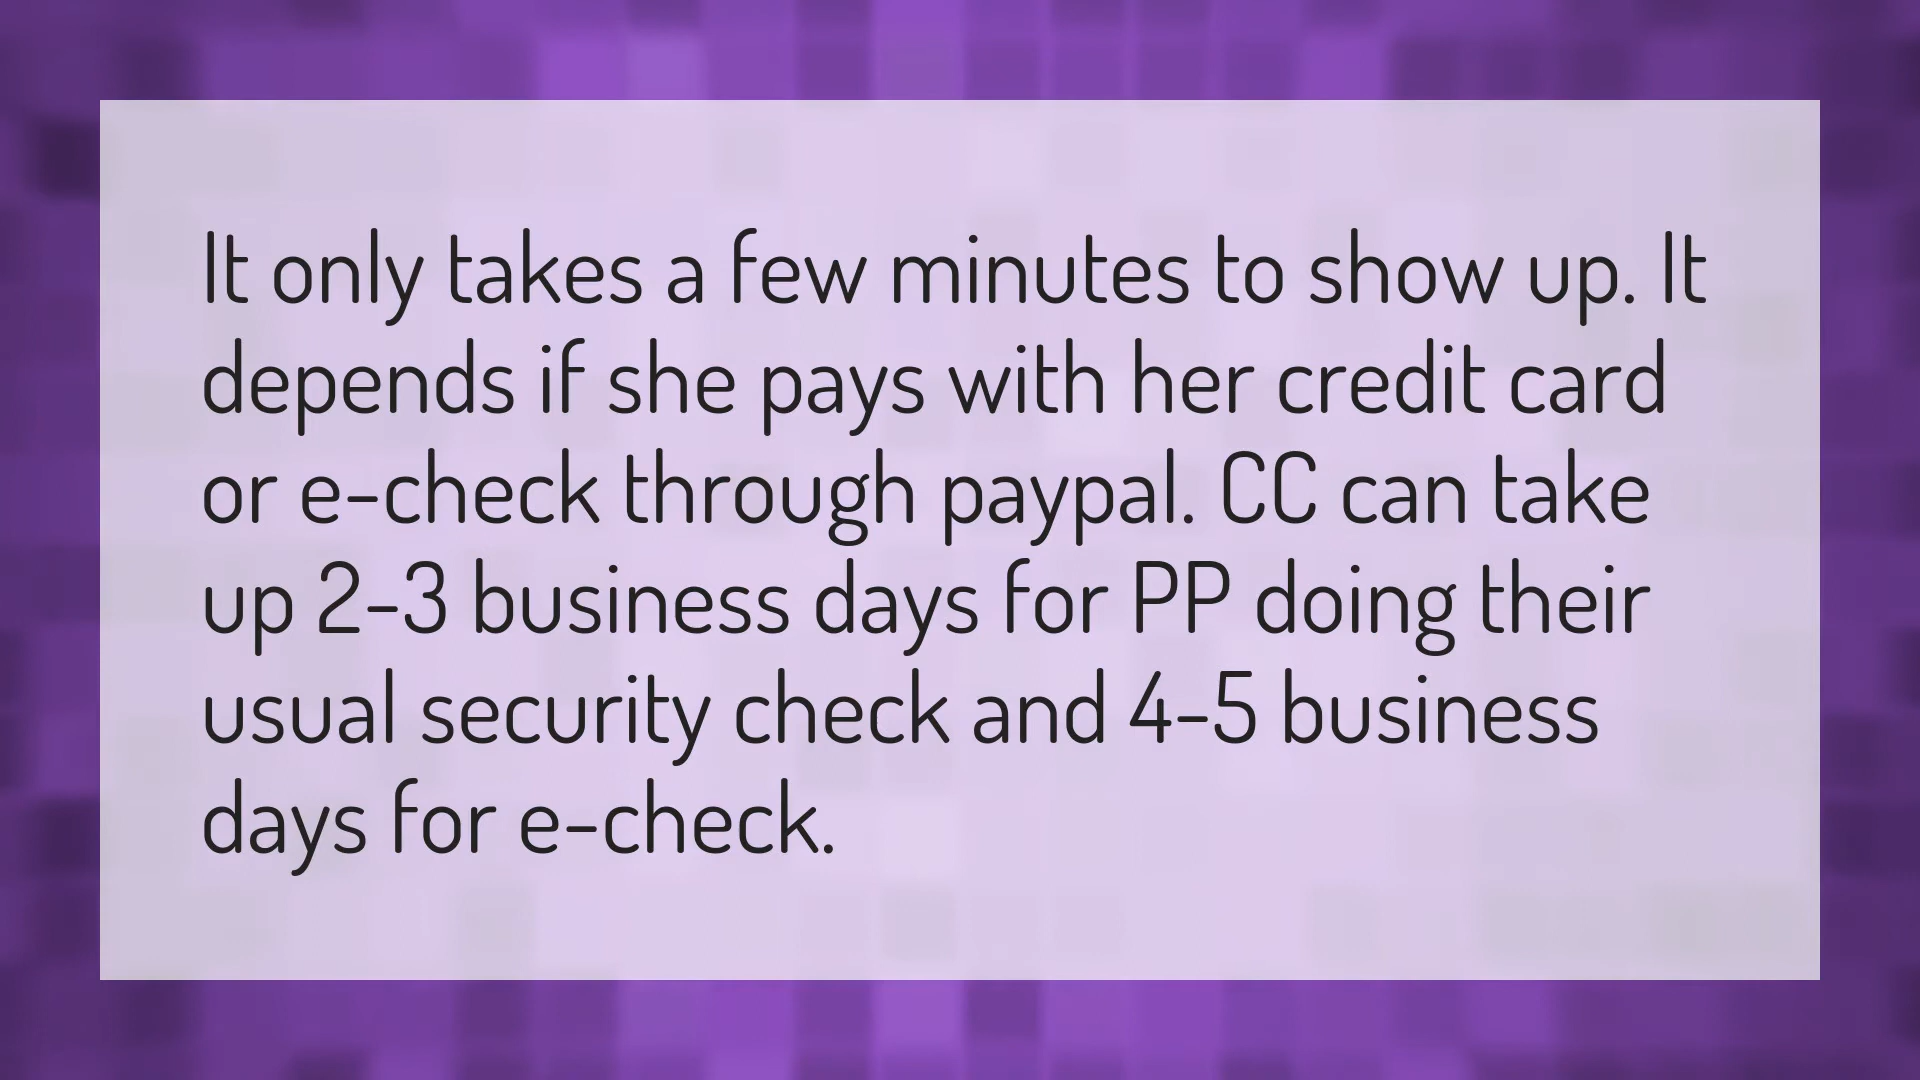 It only takes a few minutes to show up. It
depends if she pays with her credit card
or e-check through paypal. CC can take
up 2-3 business days for PP doing their
usual security check and 4-5 business
days for e-check.